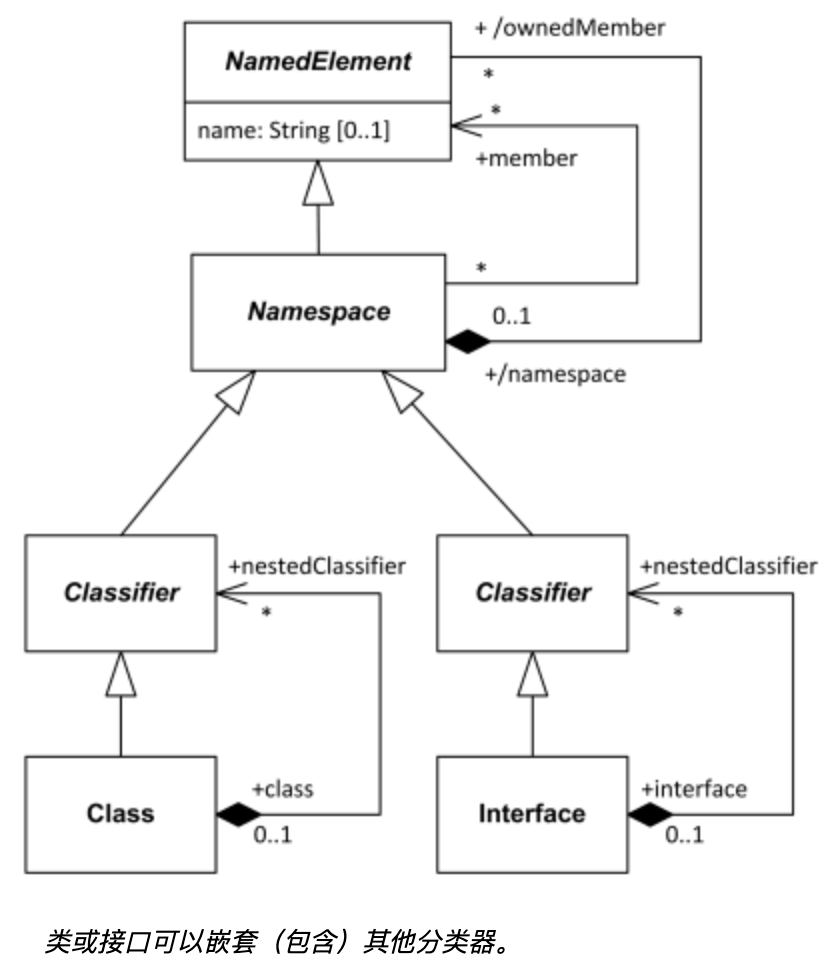 + /ownedMember
NamedElement
*
name: String [0..1]
*
+member
*
Namespace
0..1
+/namespace
+nestedClassifier
Classifier
*
+nestedClassifier
Classifier
*
+class
Class
0..1
+interface
Interface
0..1
类或接口可以嵌套（包含）其他分类器。